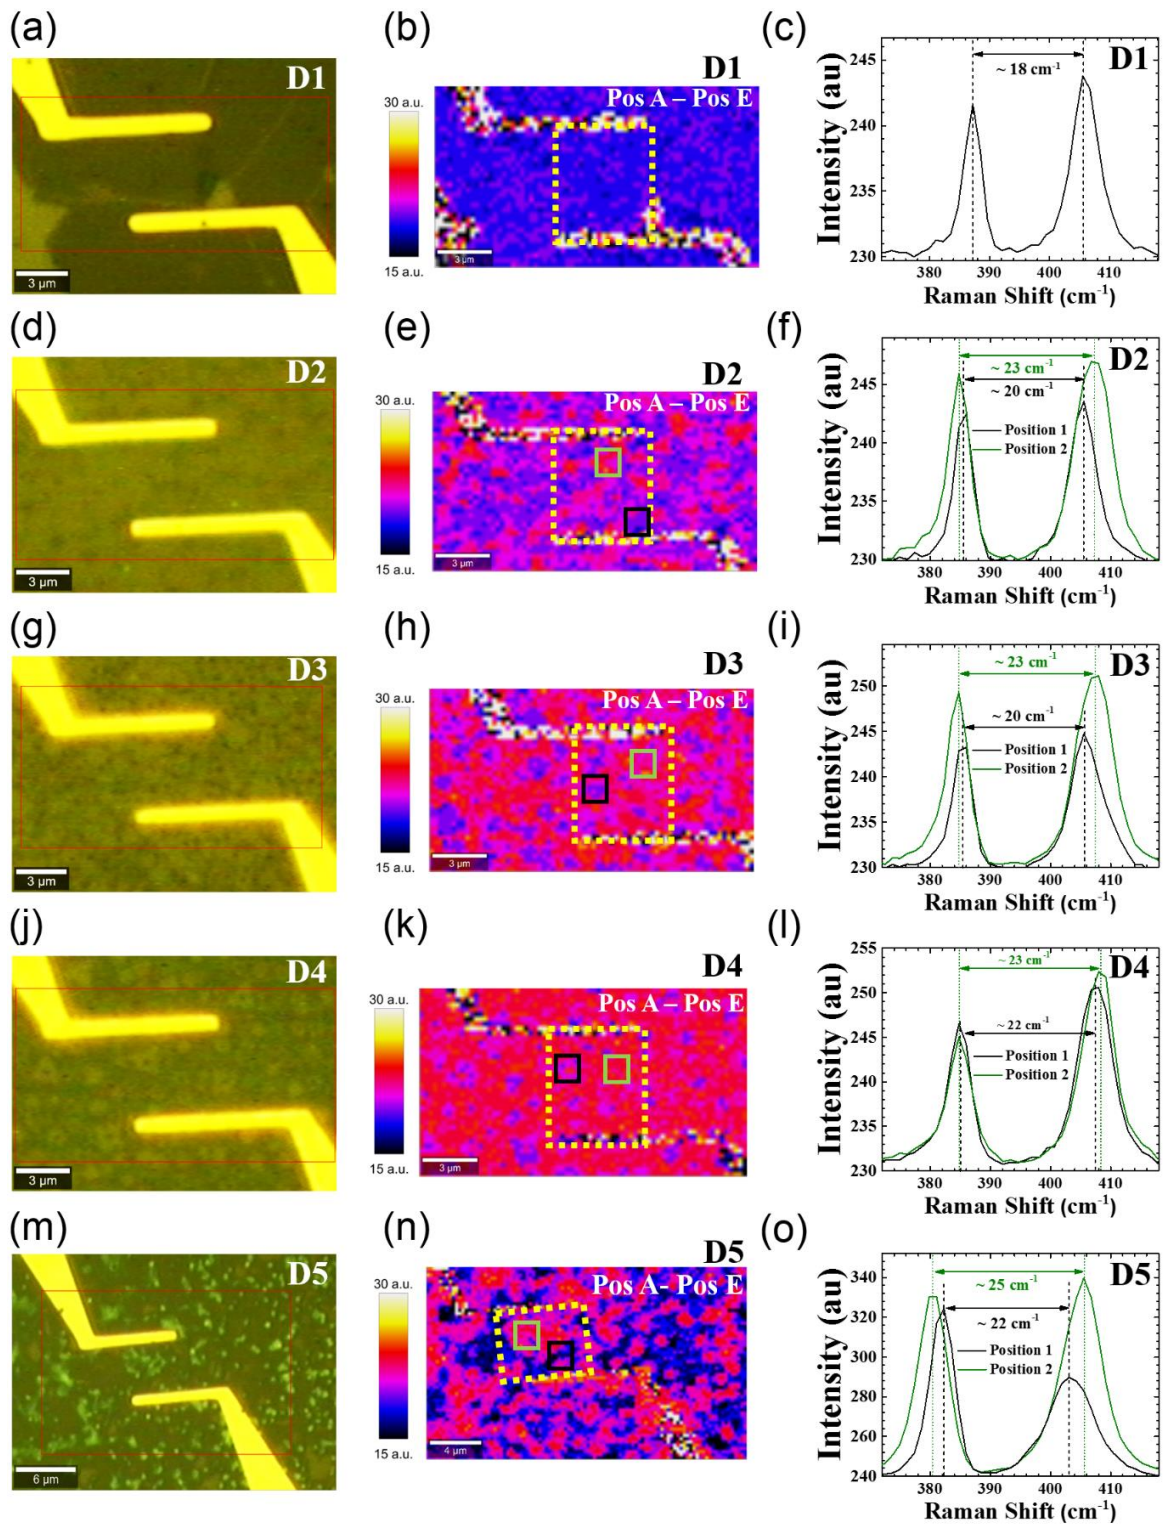 (a)
D1
3 μm
(b)
D1
Pos A – Pos E
30 a.u.
15 a.u.
3 μm
(c)
D1
~ 18 cm⁻¹
Intensity (au)
245
240
235
230
380 390 400 410
Raman Shift (cm⁻¹)
(d)
D2
3 μm
(e)
D2
Pos A – Pos E
30 a.u.
15 a.u.
3 μm
(f)
D2
~ 23 cm⁻¹
~ 20 cm⁻¹
Position 1
Position 2
Intensity (au)
245
240
235
230
380 390 400 410
Raman Shift (cm⁻¹)
(g)
D3
3 μm
(h)
D3
Pos A – Pos E
30 a.u.
15 a.u.
3 μm
(i)
D3
~ 23 cm⁻¹
~ 20 cm⁻¹
Position 1
Position 2
Intensity (au)
250
245
240
235
230
380 390 400 410
Raman Shift (cm⁻¹)
(j)
D4
3 μm
(k)
D4
Pos A – Pos E
30 a.u.
15 a.u.
3 μm
(l)
D4
~ 23 cm⁻¹
~ 22 cm⁻¹
Position 1
Position 2
Intensity (au)
255
250
245
240
235
230
380 390 400 410
Raman Shift (cm⁻¹)
(m)
D5
6 μm
(n)
D5
Pos A- Pos E
30 a.u.
15 a.u.
4 μm
(o)
D5
~ 25 cm⁻¹
~ 22 cm⁻¹
Position 1
Position 2
Intensity (au)
340
320
300
280
260
240
380 390 400 410
Raman Shift (cm⁻¹)